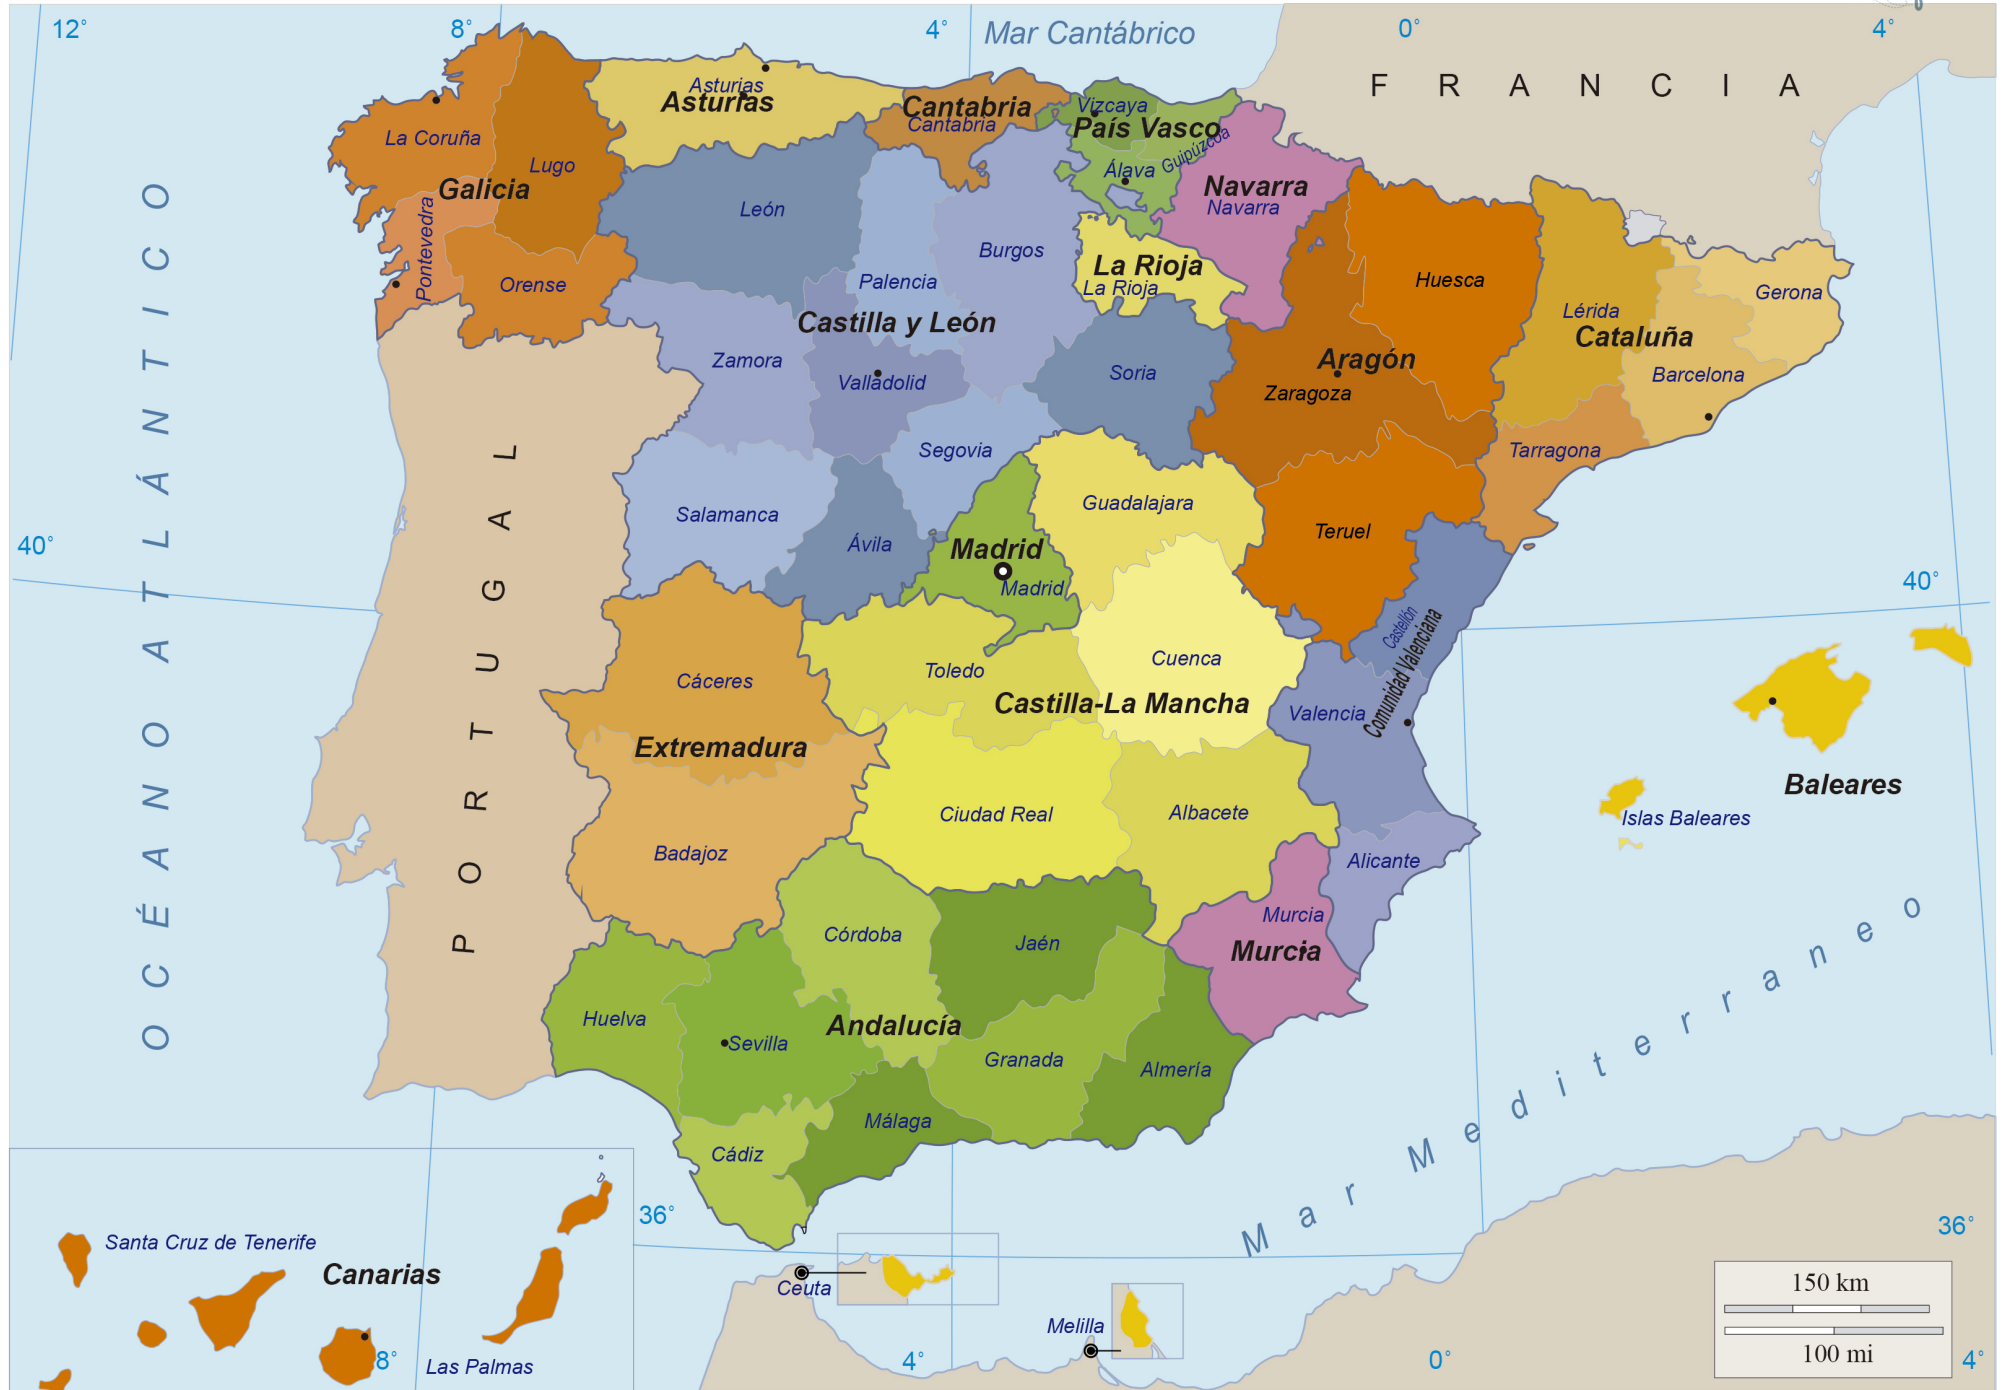 12°
8°
4°
Mar Cantábrico
0°
4°
FRANCIA
Asturias
Asturias
Cantabria
Cantabria
Vizcaya
País Vasco
Guipúzcoa
Álava
La Coruña
Lugo
Galicia
Pontevedra
Orense
León
Palencia
Burgos
Navarra
Navarra
La Rioja
La Rioja
Huesca
Lérida
Gerona
Cataluña
Barcelona
Tarragona
Castilla y León
Zamora
Valladolid
Soria
Aragón
Zaragoza
Segovia
Salamanca
Ávila
Guadalajara
Teruel
Madrid
Madrid
OCÉANO ATLÁNTICO
PORTUGAL
40°
40°
Castellón
Comunidad Valenciana
Cáceres
Toledo
Cuenca
Castilla-La Mancha
Valencia
Extremadura
Baleares
Islas Baleares
Badajoz
Ciudad Real
Albacete
Alicante
Murcia
Murcia
Córdoba
Jaén
Huelva
Sevilla
Andalucía
Granada
Almería
Málaga
Cádiz
Mar Mediterraneo
36°
36°
Santa Cruz de Tenerife
Canarias
Las Palmas
8°
Ceuta
Melilla
4°
0°
4°
150 km
100 mi